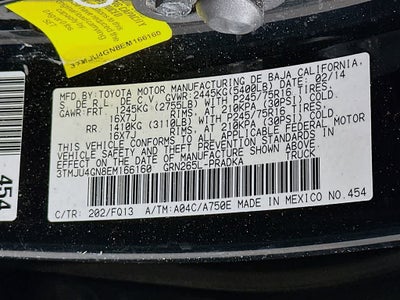 3TMJU4GN8EM166160
MFD BY: TOYOTA MOTOR MANUFACTURING DE BAJA CALIFORNIA,
S. DE R.L. DE C.V. GVWR: 2445KG(5400LB) DATE: 02/14
GAWR: FRT. 1245KG (2755LB) WITH P245/75R16 TIRES,
16X7J RIMS, AT 210KPA (30PSI) COLD
RR. 1410KG (3110LB) WITH P245/75R16 TIRES,
16X7J RIMS, AT 210KPA (30PSI) COLD
THIS VEHICLE CONFORMS TO ALL APPLICABLE FEDERAL MOTOR
VEHICLE SAFETY STANDARDS IN EFFECT ON THE DATE OF
MANUFACTURE SHOWN ABOVE.
3TMJU4GN8EM166160 TRUCK
GRN265L-PRADKA
C/TR: 202/FQ13 A/TM: A04C/A750E MADE IN MEXICO NO.454
454